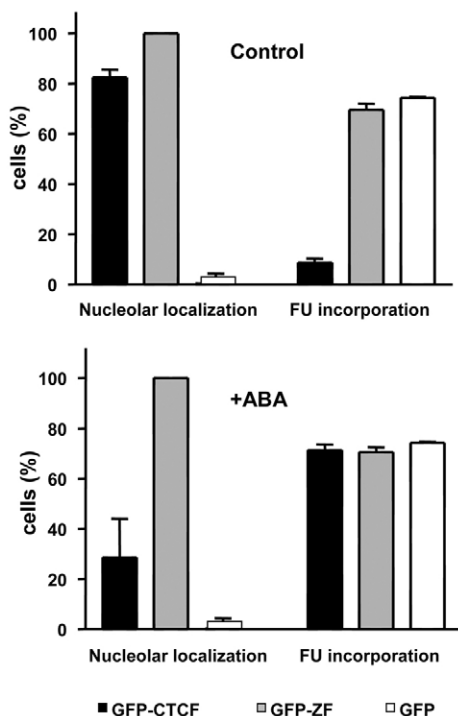 Control
cells (%)
100
80
60
40
20
0
Nucleolar localization FU incorporation
+ABA
cells (%)
100
80
60
40
20
0
Nucleolar localization FU incorporation
GFP-CTCF GFP-ZF GFP